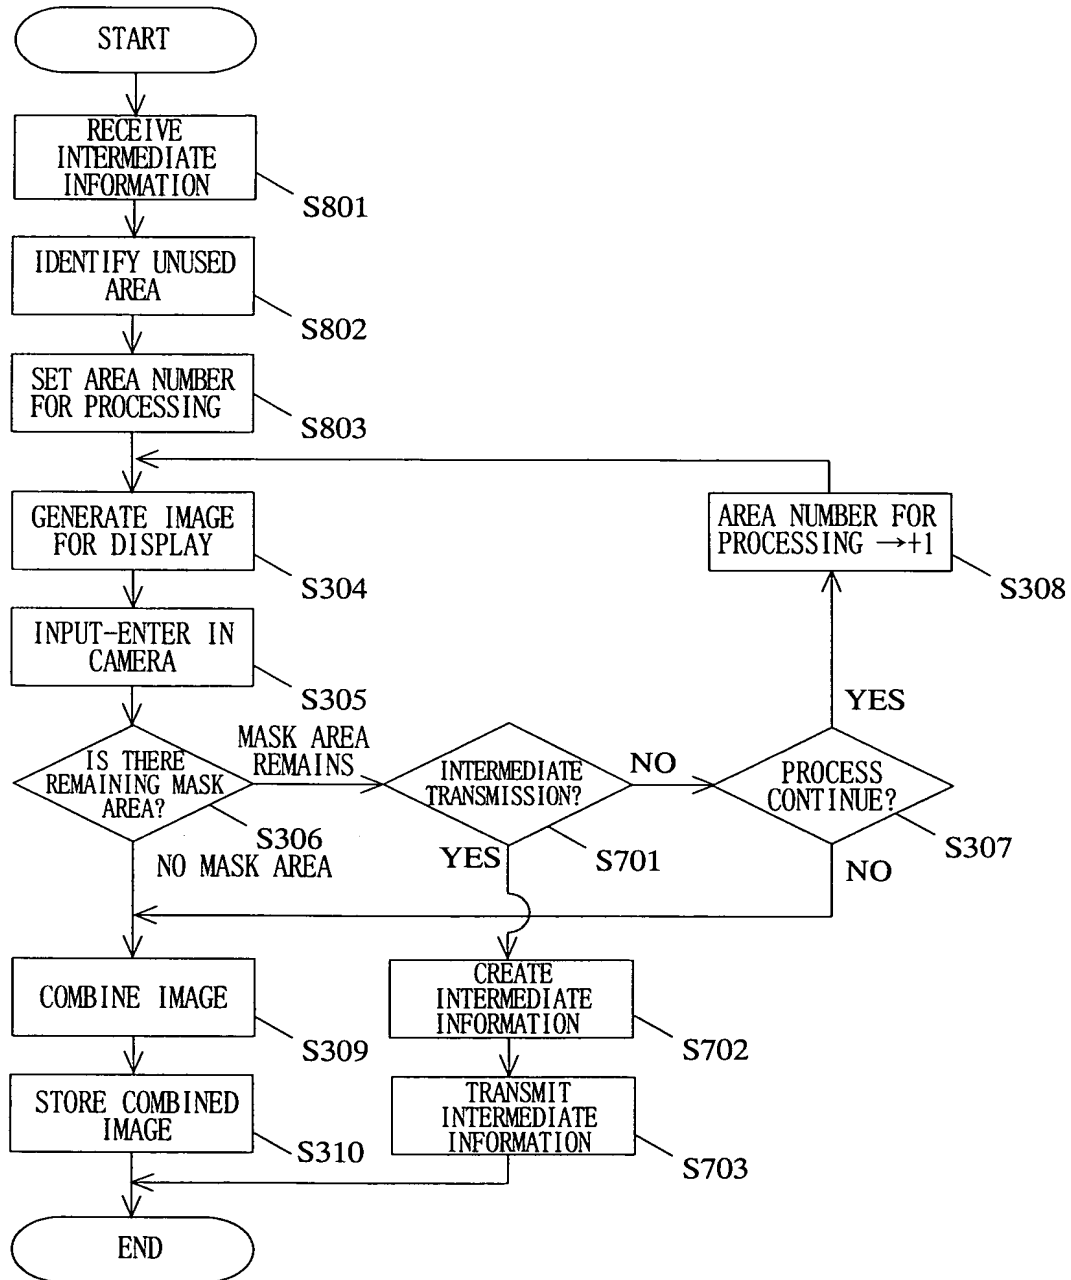 START
RECEIVE
INTERMEDIATE
INFORMATION
S801
IDENTIFY UNUSED
AREA
S802
SET AREA NUMBER
FOR PROCESSING
S803
GENERATE IMAGE
FOR DISPLAY
S304
AREA NUMBER FOR
PROCESSING →+1
S308
INPUT-ENTER IN
CAMERA
S305
IS THERE
REMAINING MASK
AREA?
S306
MASK AREA
REMAINS
NO MASK AREA
INTERMEDIATE
TRANSMISSION?
S701
YES
NO
PROCESS
CONTINUE?
S307
YES
NO
COMBINE IMAGE
S309
CREATE
INTERMEDIATE
INFORMATION
S702
STORE COMBINED
IMAGE
S310
TRANSMIT
INTERMEDIATE
INFORMATION
S703
END